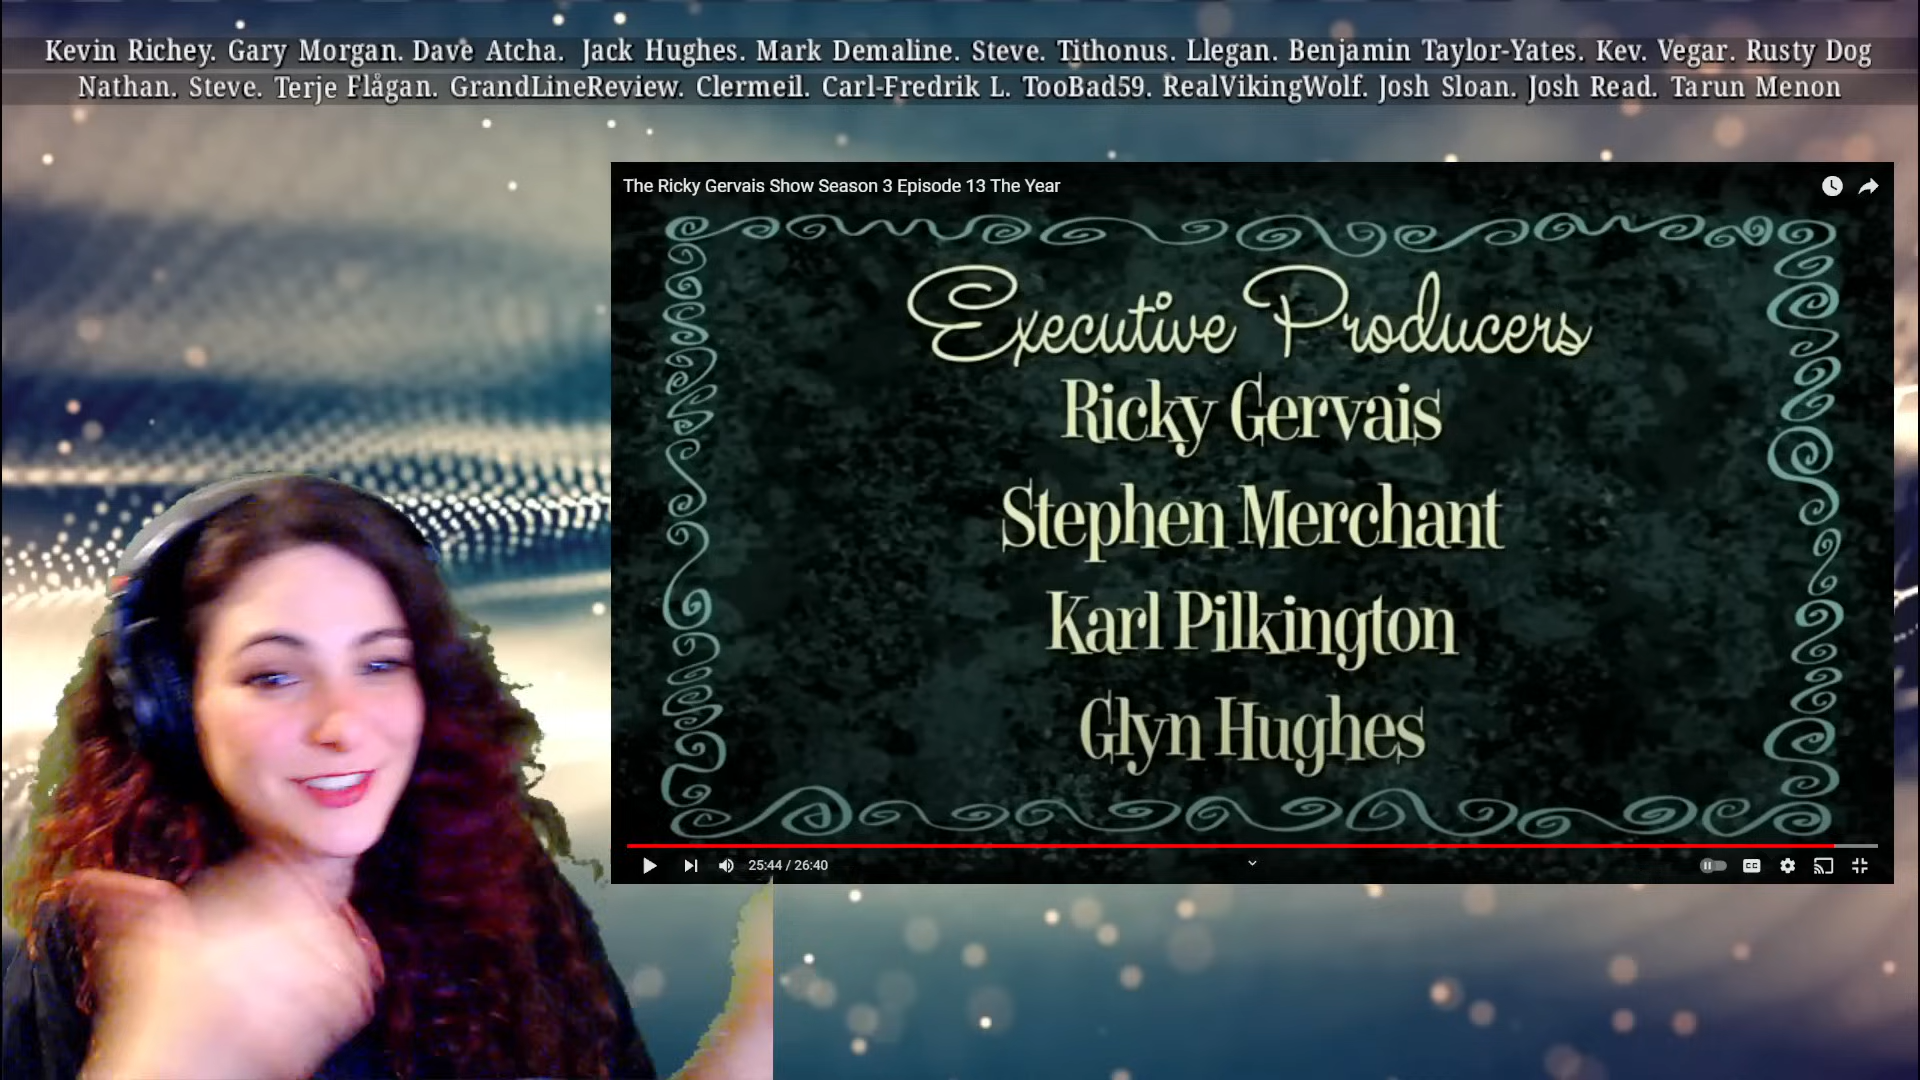 Kevin Richey. Gary Morgan. Dave Atcha. Jack Hughes. Mark Demaline. Steve. Tithonus. Llegan. Benjamin Taylor-Yates. Kev. Vegar. Rusty Dog
Nathan. Steve. Terje Flågan. GrandLineReview. Clermeil. Carl-Fredrik L. TooBad59. RealVikingWolf. Josh Sloan. Josh Read. Tarun Menon
The Ricky Gervais Show Season 3 Episode 13 The Year
Executive Producers
Ricky Gervais
Stephen Merchant
Karl Pilkington
Glyn Hughes
25:44 / 26:40
CC